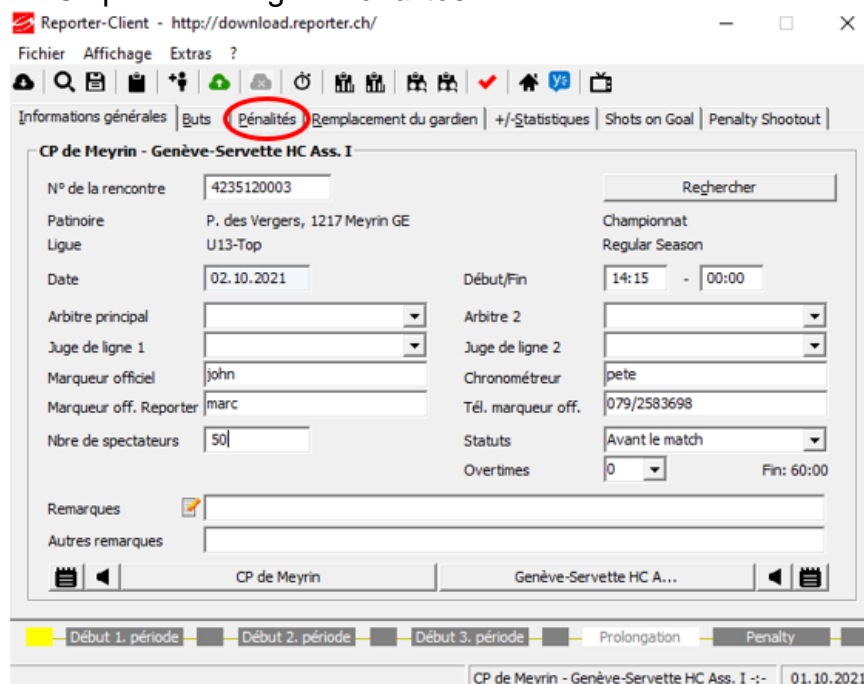 Reporter-Client - http://download.reporter.ch/
Fichier Affichage Extras ?
Informations générales Buts Pénalités Remplacement du gardien +/-Statistiques Shots on Goal Penalty Shootout
CP de Meyrin - Genève-Servette HC Ass. I
N° de la rencontre 4235120003 Rechercher
Patinoire P. des Vergers, 1217 Meyrin GE Championnat
Ligue U13-Top Regular Season
Date 02.10.2021 Début/Fin 14:15 - 00:00
Arbitre principal Arbitre 2
Juge de ligne 1 Juge de ligne 2
Marqueur officiel john Chronométreur pete
Marqueur off. Reporter marc Tél. marqueur off. 079/2583698
Nbre de spectateurs 50 Statuts Avant le match
Overtimes 0 Fin: 60:00
Remarques
Autres remarques
CP de Meyrin Genève-Servette HC A...
Début 1. période Début 2. période Début 3. période Prolongation Penalty
CP de Meyrin - Genève-Servette HC Ass. I -:- 01.10.2021